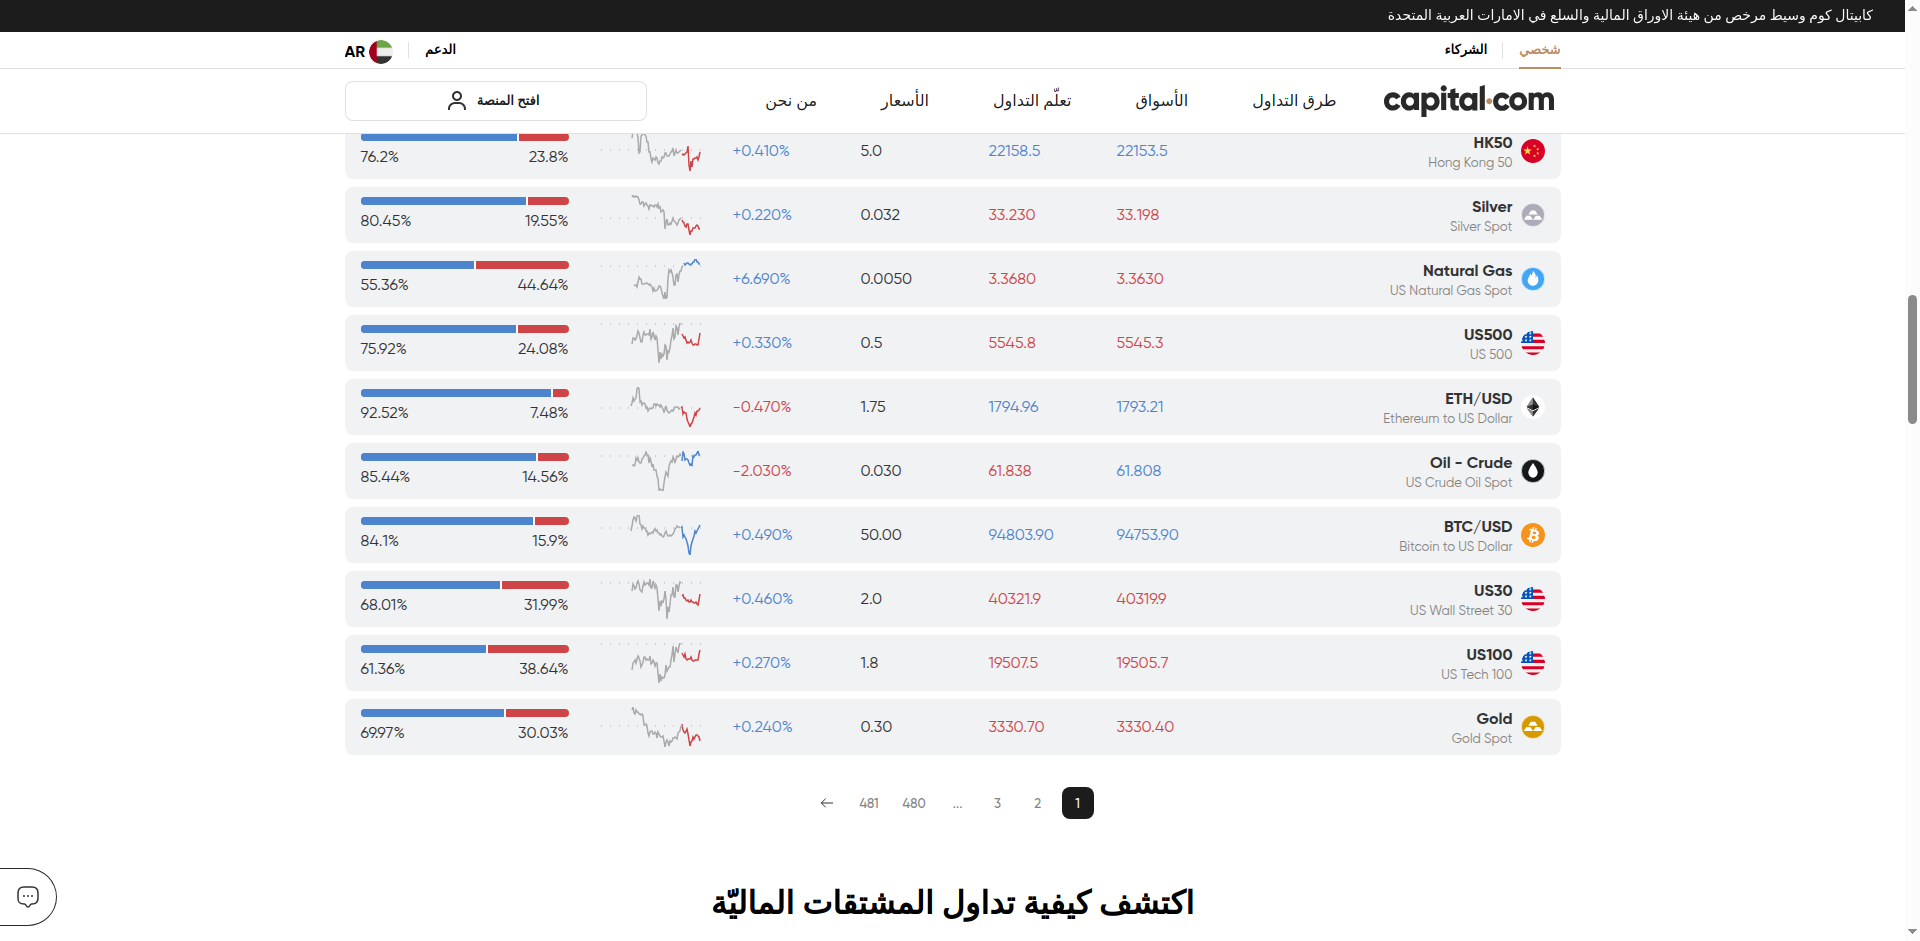 كابيتال كوم وسيط مرخص من هيئة الاوراق المالية والسلع في الامارات العربية المتحدة
شخصي
الشركاء
الدعم
AR
capital.com
طرق التداول
الأسواق
تعلّم التداول
الأسعار
من نحن
افتح المنصة
HK50
Hong Kong 50
22153.5
22158.5
5.0
+0.410%
23.8%
76.2%
Silver
Silver Spot
33.198
33.230
0.032
+0.220%
19.55%
80.45%
Natural Gas
US Natural Gas Spot
3.3630
3.3680
0.0050
+6.690%
44.64%
55.36%
US500
US 500
5545.3
5545.8
0.5
+0.330%
24.08%
75.92%
ETH/USD
Ethereum to US Dollar
1793.21
1794.96
1.75
-0.470%
7.48%
92.52%
Oil - Crude
US Crude Oil Spot
61.808
61.838
0.030
-2.030%
14.56%
85.44%
BTC/USD
Bitcoin to US Dollar
94753.90
94803.90
50.00
+0.490%
15.9%
84.1%
US30
US Wall Street 30
40319.9
40321.9
2.0
+0.460%
31.99%
68.01%
US100
US Tech 100
19505.7
19507.5
1.8
+0.270%
38.64%
61.36%
Gold
Gold Spot
3330.40
3330.70
0.30
+0.240%
30.03%
69.97%
1 2 3 ... 480 481
اكتشف كيفية تداول المشتقات الماليّة